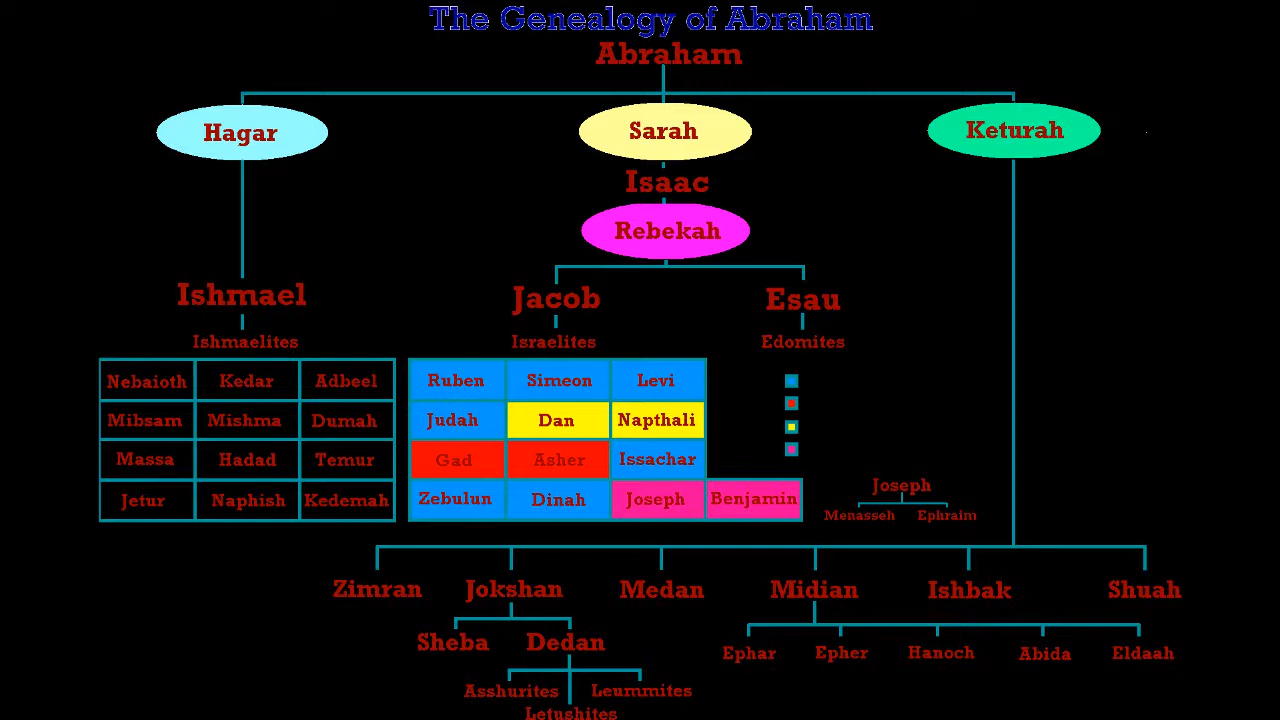 The Genealogy of Abraham
Abraham
Hagar Sarah Keturah
Isaac
Rebekah
Ishmael Jacob Esau
Ishmaelites Israelites Edomites
Nebaioth Kedar Adbeel Ruben Simeon Levi
Mibsam Mishma Dumah Judah Dan Napthali
Massa Hadad Temur Gad Asher Issachar
Jetur Naphish Kedemah Zebulun Dinah Joseph Benjamin
Joseph
Menasseh Ephraim
Zimran Jokshan Medan Midian Ishbak Shuah
Sheba Dedan
Ephar Epher Hanoch Abida Eldaah
Asshurites Leummites
Letushites